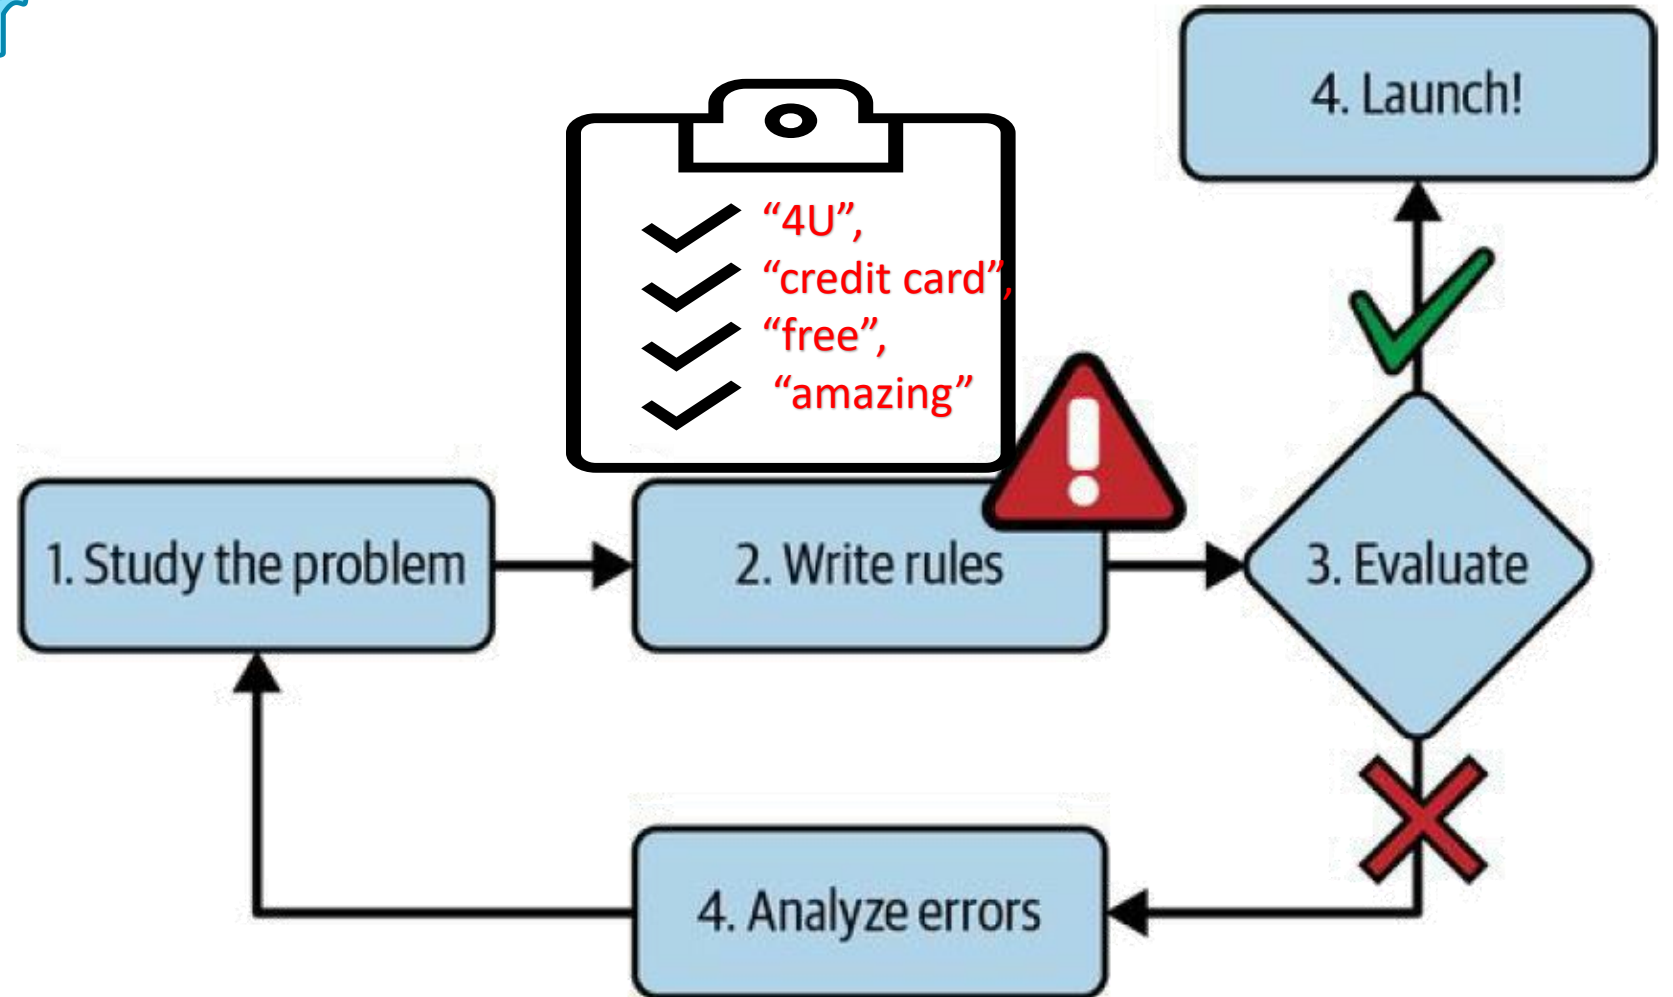 4. Launch!
“4U”,
“credit card”,
“free”,
“amazing”
1. Study the problem
2. Write rules
3. Evaluate
4. Analyze errors